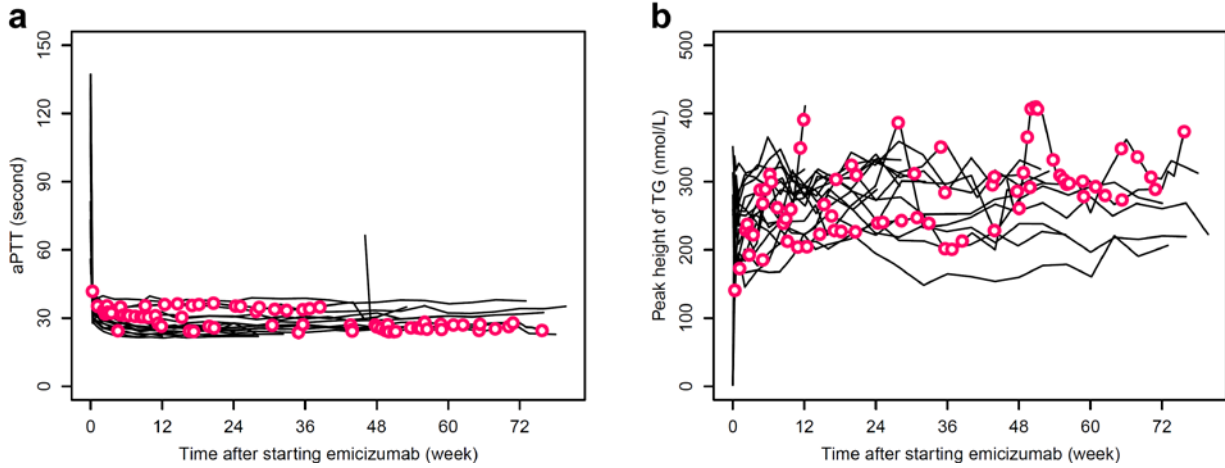 a
150
120
90
60
30
0
aPTT (second)
0 12 24 36 48 60 72
Time after starting emicizumab (week)
b
500
400
300
200
100
0
Peak height of TG (nmol/L)
0 12 24 36 48 60 72
Time after starting emicizumab (week)